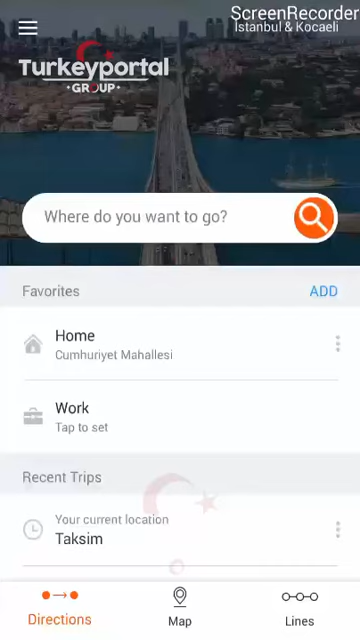 ScreenRecorder
Istanbul & Kocaeli
Turkeyportal
GROUP
Where do you want to go?
Favorites
ADD
Home
Cumhuriyet Mahallesi
Work
Tap to set
Recent Trips
Your current location
Taksim
Directions
Map
Lines